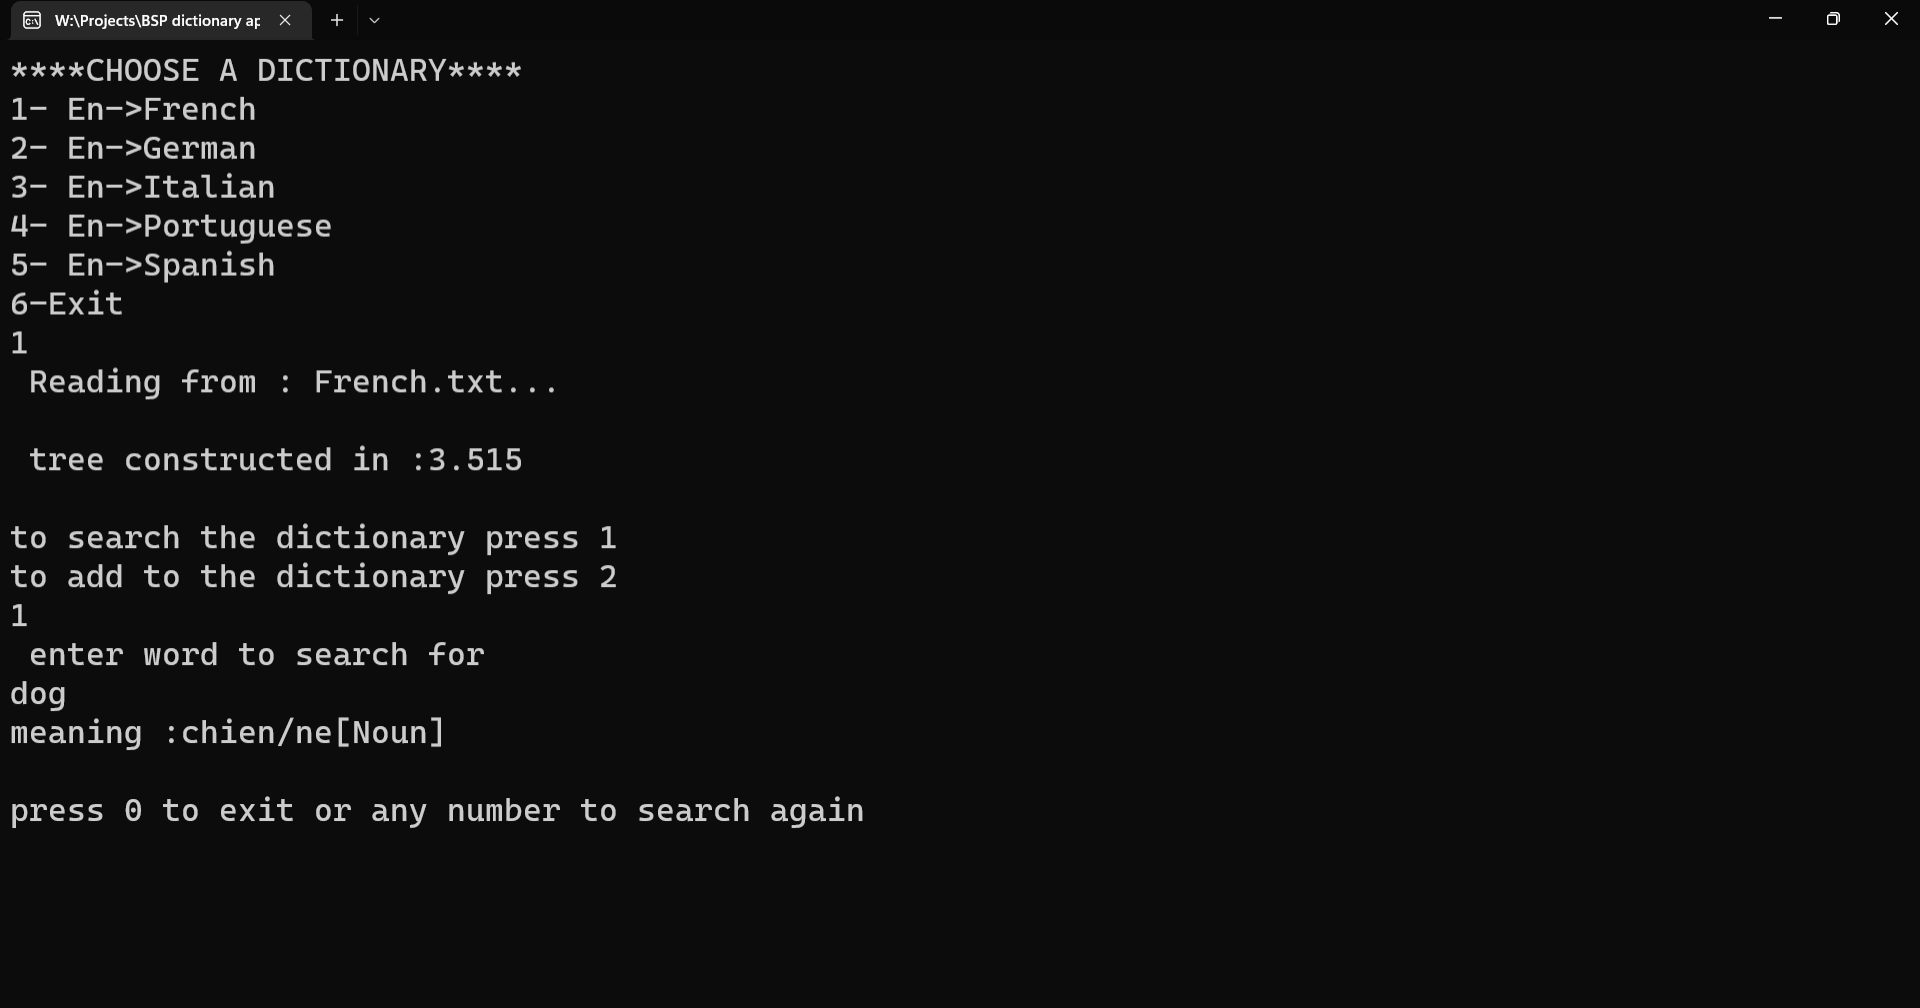 W:\Projects\BSP dictionary ap
****CHOOSE A DICTIONARY****
1- En->French
2- En->German
3- En->Italian
4- En->Portuguese
5- En->Spanish
6-Exit
1
 Reading from : French.txt...

 tree constructed in :3.515

to search the dictionary press 1
to add to the dictionary press 2
1
 enter word to search for
dog
meaning :chien/ne[Noun]

press 0 to exit or any number to search again